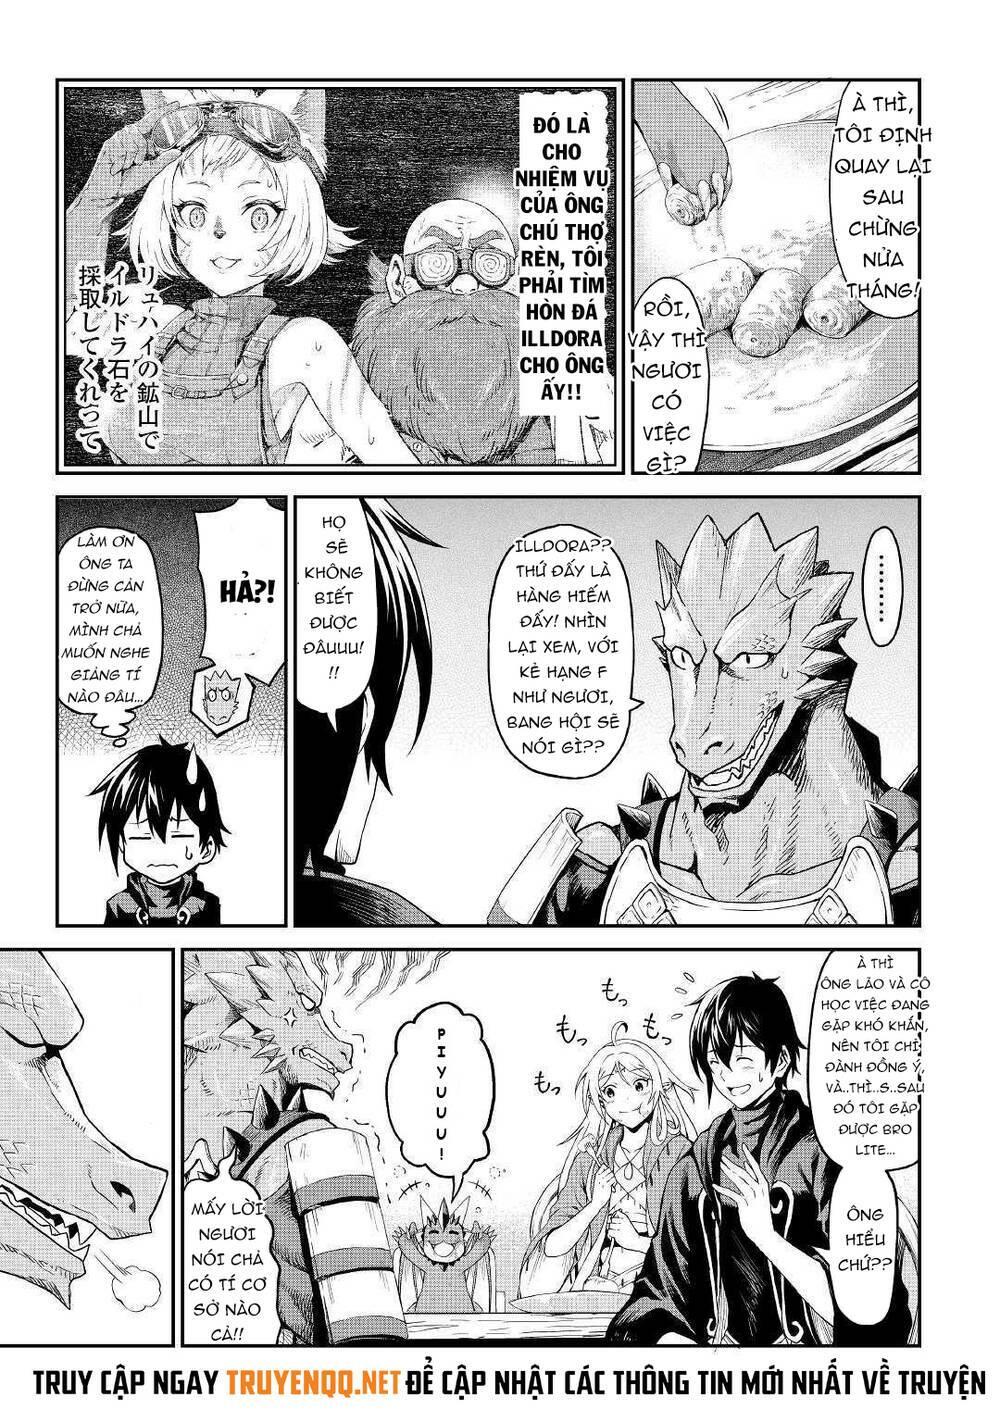 À THÌ,
TÔI ĐỊNH
QUAY LẠI
SAU
CHỪNG
NỬA
THÁNG!
RỒI,
VẬY THÌ
NGƯƠI
CÓ
VIỆC
GÌ?
ĐÓ LÀ
CHO
NHIỆM VỤ
CỦA ÔNG
CHÚ THỢ
RÈN, TÔI
PHẢI TÌM
HÒN ĐÁ
ILLDORA
CHO ÔNG
ẤY!!
リュハイの鉱山で
イルドラ石を
採取してくれって
.........
ILLDORA??
THỨ ĐẤY LÀ
HÀNG HIẾM
ĐẤY! NHÌN
LẠI XEM, VỚI
KẺ HẠNG F
NHƯ NGƯƠI,
BANG HỘI SẼ
NÓI GÌ??
HỌ
SẼ
KHÔNG
BIẾT
ĐƯỢC
ĐÂUUU!
!!
HẢ?!
LÀM ƠN
ÔNG TA
ĐỪNG CẢN
TRỞ NỮA,
MÌNH CHẢ
MUỐN NGHE
GIẢNG TÍ
NÀO ĐÂU...
À THÌ
ÔNG LÃO VÀ CÔ
HỌC VIỆC ĐANG
GẶP KHÓ KHĂN,
NÊN TÔI CHỈ
ĐÀNH ĐỒNG Ý,
VÀ..THÌ..S..SAU
ĐÓ TÔI GẶP
ĐƯỢC BRO
LITE...
ÔNG
HIỂU
CHỨ??
もっ
もっ
PIYUUU!
MẤY LỜI
NGƯƠI
NÓI CHẢ
CÓ TÍ CƠ
SỞ NÀO
CẢ!!
TRUY CẬP NGAY TRUYENQQ.NET ĐỂ CẬP NHẬT CÁC THÔNG TIN MỚI NHẤT VỀ TRUYỆN